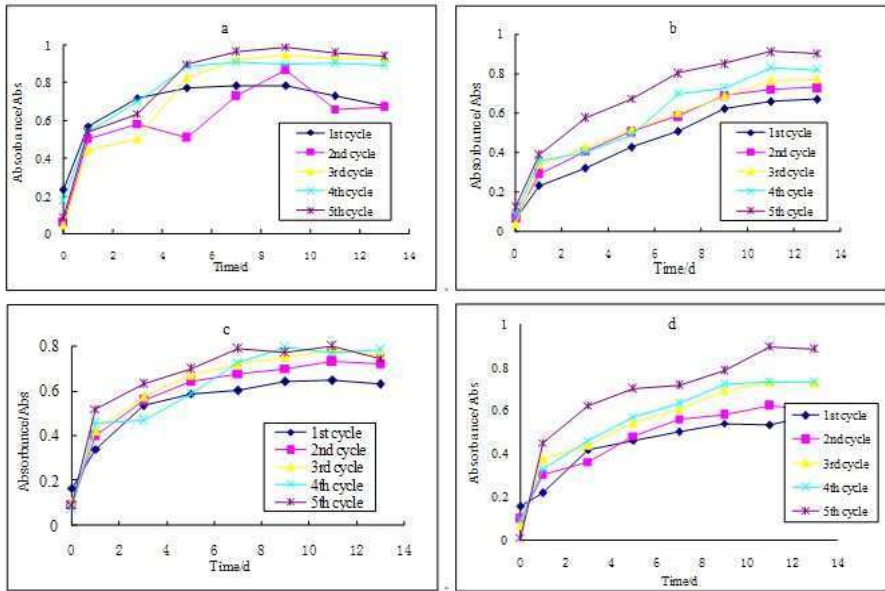 a
Absorbance/Abs
1
0.8
0.6
0.4
0.2
0
0 2 4 6 8 10 12 14
Time/d
1st cycle
2nd cycle
3rd cycle
4th cycle
5th cycle
b
Absorbance/Abs
1
0.8
0.6
0.4
0.2
0
0 2 4 6 8 10 12 14
Time/d
1st cycle
2nd cycle
3rd cycle
4th cycle
5th cycle
c
Absorbance/Abs
0.8
0.6
0.4
0.2
0
0 2 4 6 8 10 12 14
Time/d
1st cycle
2nd cycle
3rd cycle
4th cycle
5th cycle
d
Absorbance/Abs
1
0.8
0.6
0.4
0.2
0
0 2 4 6 8 10 12 14
Time/d
1st cycle
2nd cycle
3rd cycle
4th cycle
5th cycle